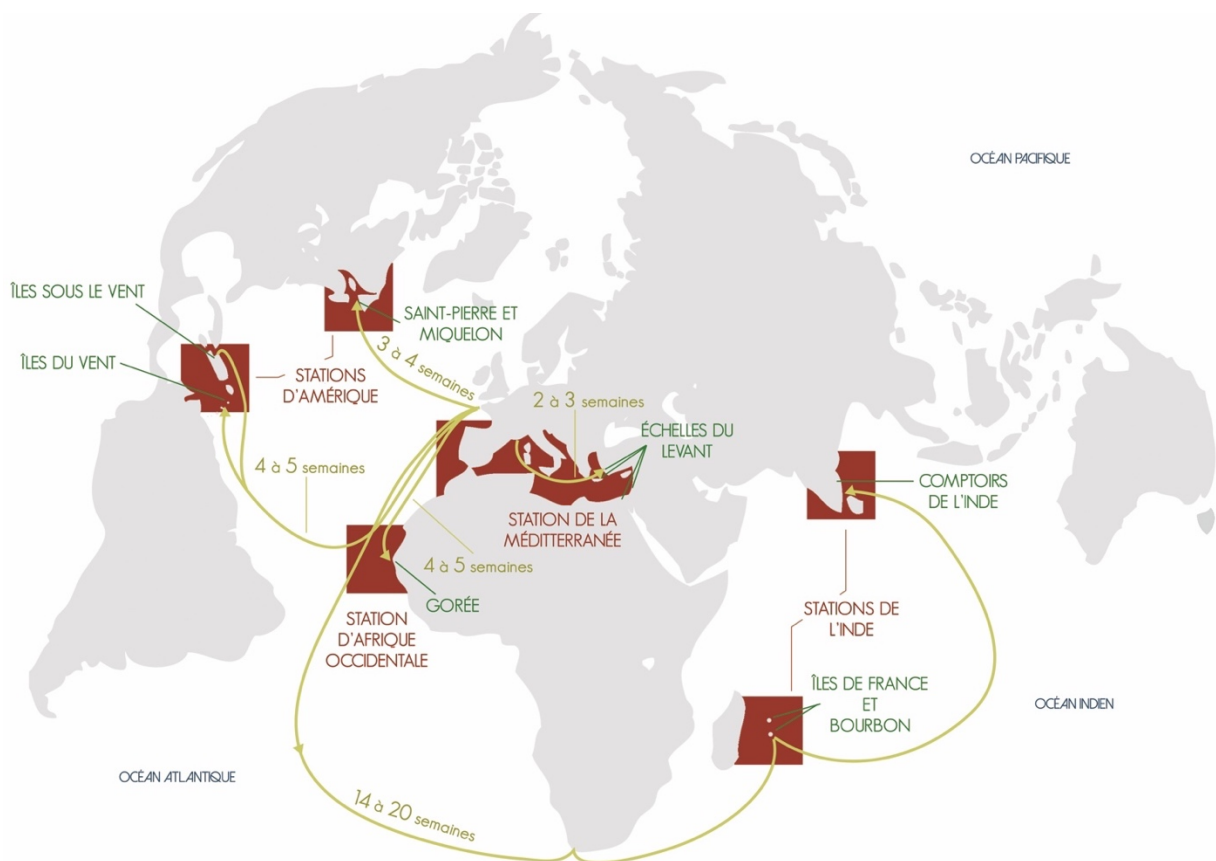 OCÉAN PACIFIQUE
ÎLES SOUS LE VENT
ÎLES DU VENT
SAINT-PIERRE ET
MIQUELON
STATIONS
D'AMÉRIQUE
3 à 4 semaines
2 à 3 semaines
ÉCHELLES DU
LEVANT
4 à 5 semaines
STATION DE LA
MÉDITERRANÉE
COMPTOIRS
DE L'INDE
4 à 5 semaines
GORÉE
STATION
D'AFRIQUE
OCCIDENTALE
STATIONS DE
L'INDE
ÎLES DE FRANCE
ET
BOURBON
OCÉAN INDIEN
OCÉAN ATLANTIQUE
14 à 20 semaines